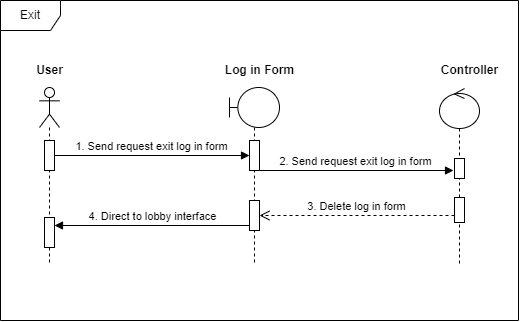 Exit
User
Log in Form
Controller
1. Send request exit log in form
2. Send request exit log in form
3. Delete log in form
4. Direct to lobby interface